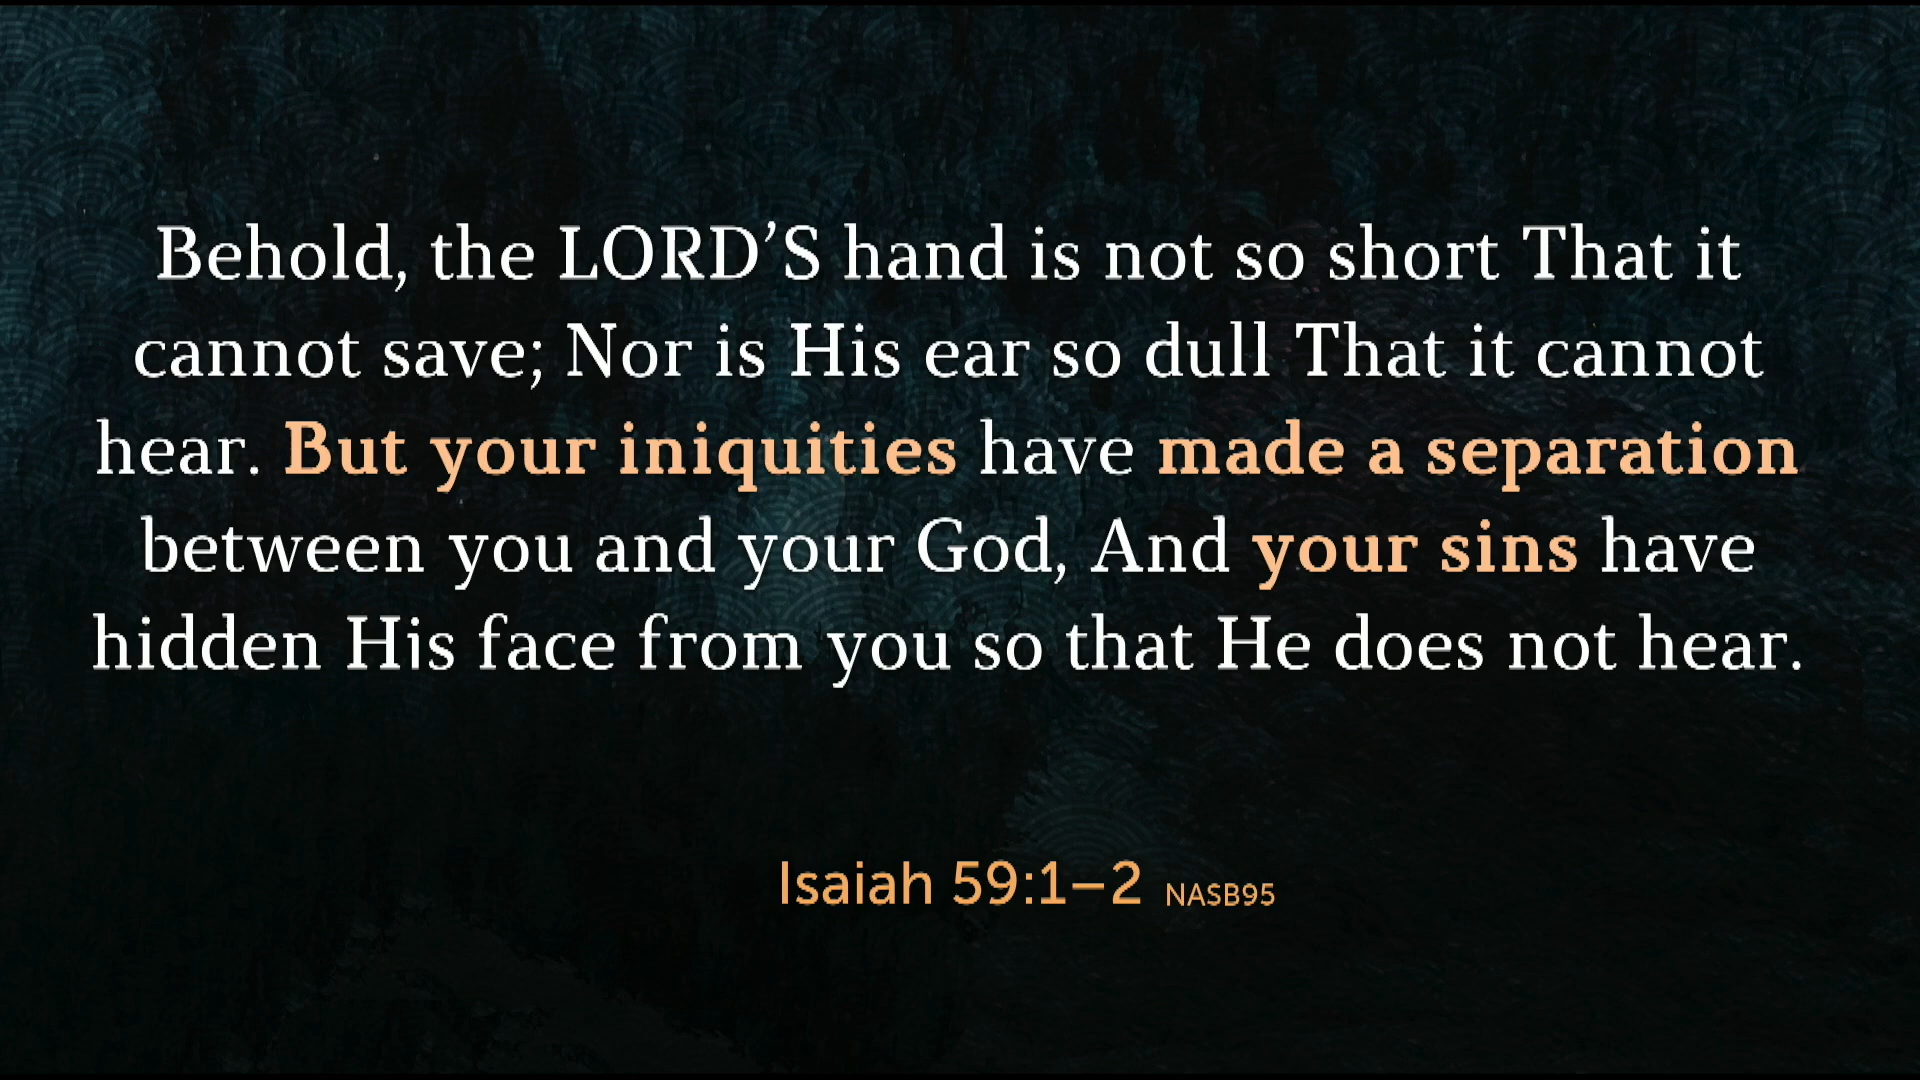 Behold, the LORD’S hand is not so short That it
cannot save; Nor is His ear so dull That it cannot
hear. But your iniquities have made a separation
between you and your God, And your sins have
hidden His face from you so that He does not hear.
Isaiah 59:1–2 NASB95